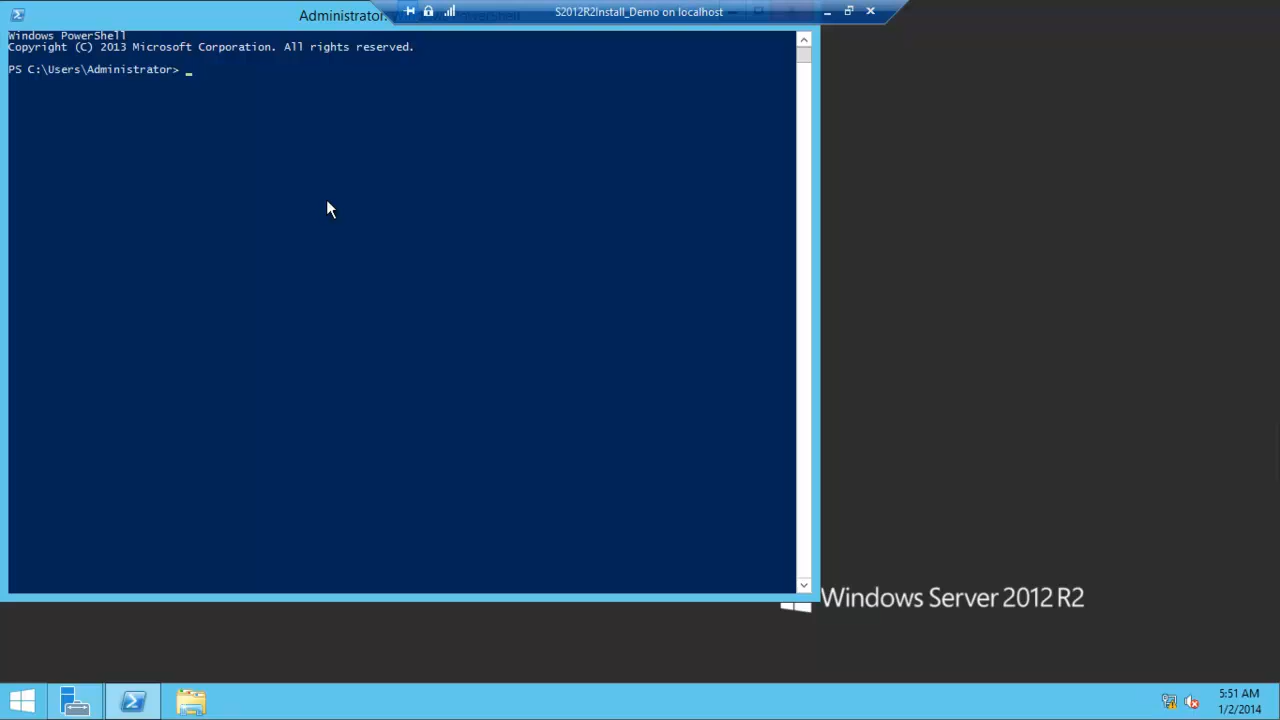 Administrator:
S2012R2Install_Demo on localhost
Windows PowerShell
Copyright (C) 2013 Microsoft Corporation. All rights reserved.
PS C:\Users\Administrator> _
Windows Server 2012 R2
5:51 AM
1/2/2014